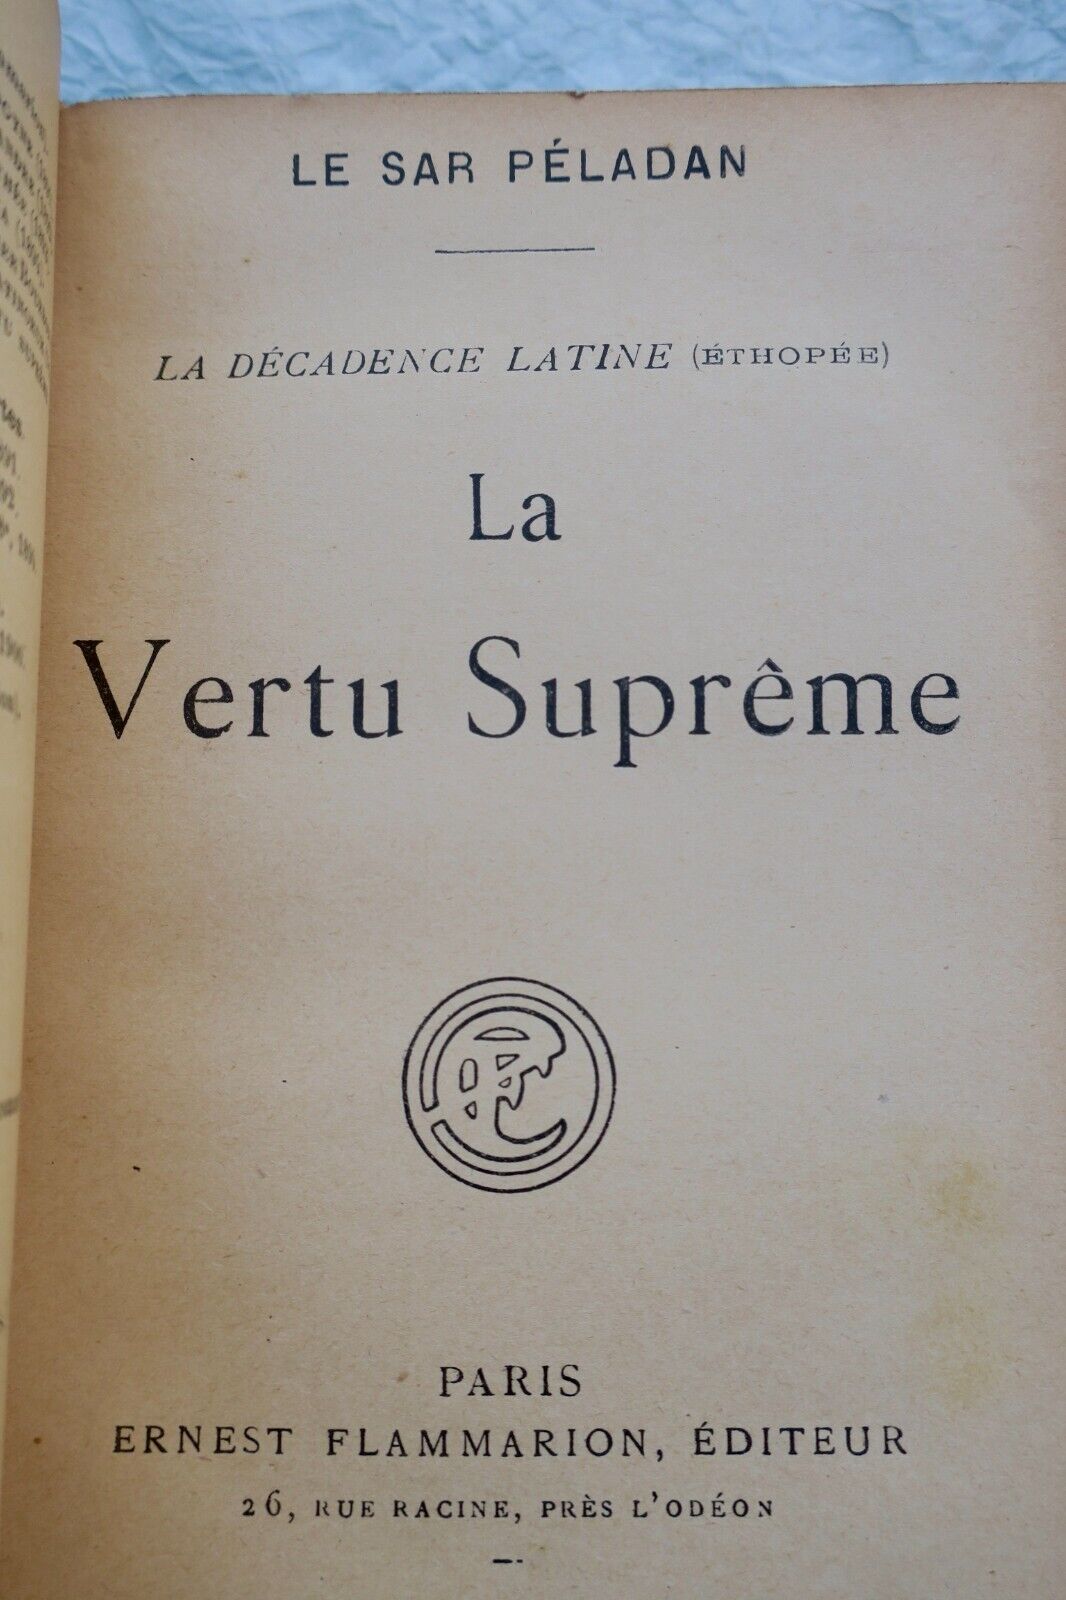 LE SAR PÉLADAN
LA DÉCADENCE LATINE (ÉTHOPÉE)
La
Vertu Suprême
PARIS
ERNEST FLAMMARION, ÉDITEUR
26, RUE RACINE, PRÈS L'ODÉON